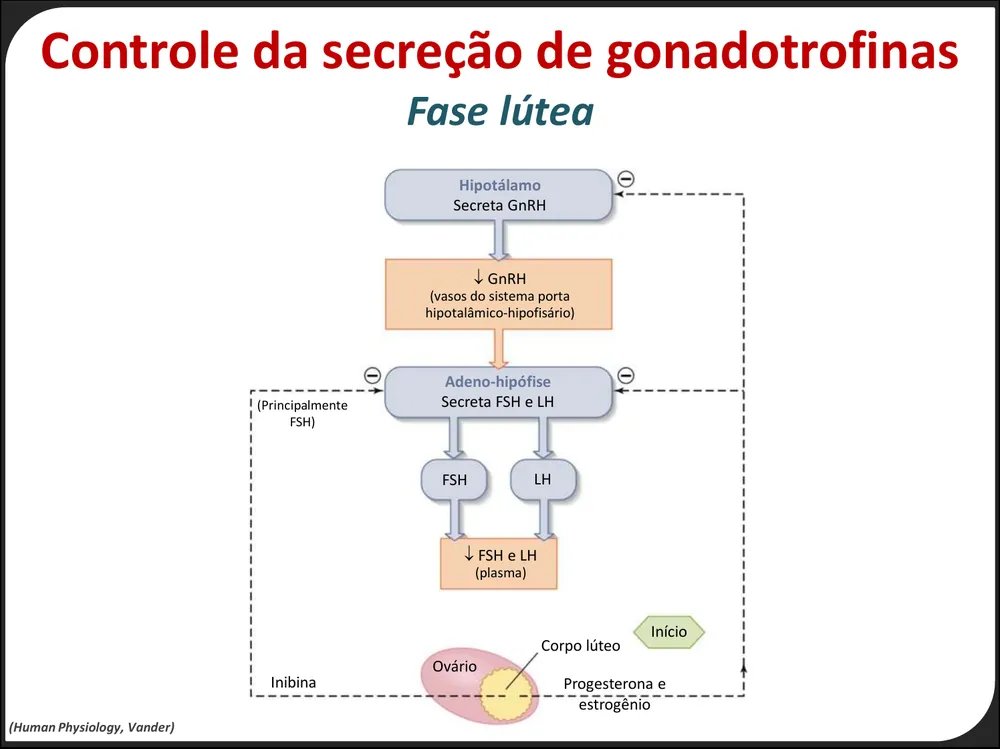 Controle da secreção de gonadotrofinas
Fase lútea
Hipotálamo
Secreta GnRH
↓ GnRH
(vasos do sistema porta
hipotalâmico-hipofisário)
Adeno-hipófise
Secreta FSH e LH
(Principalmente
FSH)
FSH
LH
↓ FSH e LH
(plasma)
Início
Corpo lúteo
Ovário
Inibina
Progesterona e
estrogênio
(Human Physiology, Vander)